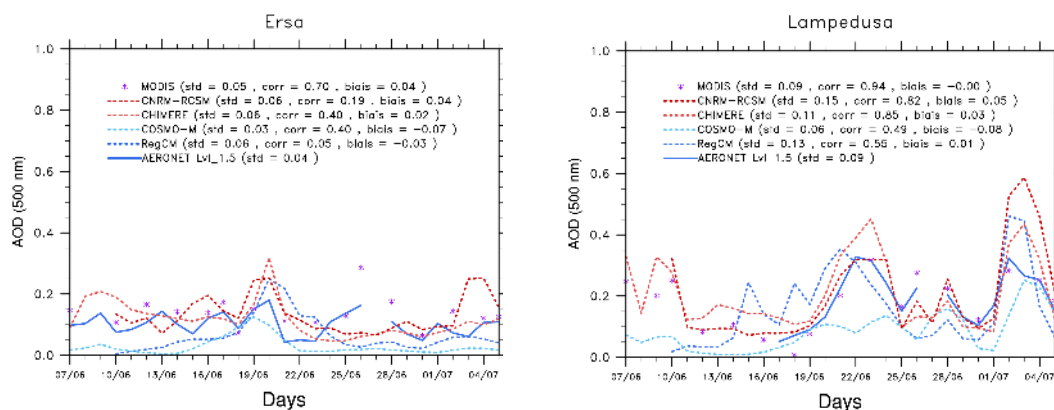 Ersa
AOD (500 nm)
1.0
0.8
0.6
0.4
0.2
0.0
MODIS (std = 0.05 , corr = 0.70 , biais = 0.04 )
CNRM-RCSM (std = 0.06 , corr = 0.19 , biais = 0.04 )
CHIMERE (std = 0.06 , corr = 0.40 , biais = 0.02 )
COSMO-M (std = 0.03 , corr = 0.40 , biais = -0.07 )
RegCM (std = 0.06 , corr = 0.05 , biais = -0.03 )
AERONET Lvl_1.5 (std = 0.04 )
07/06 10/06 13/06 16/06 19/06 22/06 25/06 28/06 01/07 04/07
Days
Lampedusa
AOD (500 nm)
1.0
0.8
0.6
0.4
0.2
0.0
MODIS (std = 0.09 , corr = 0.94 , biais = -0.00 )
CNRM-RCSM (std = 0.15 , corr = 0.82 , biais = 0.05 )
CHIMERE (std = 0.11 , corr = 0.85 , biais = 0.03 )
COSMO-M (std = 0.06 , corr = 0.49 , biais = -0.08 )
RegCM (std = 0.13 , corr = 0.55 , biais = 0.01 )
AERONET Lvl_1.5 (std = 0.09 )
07/06 10/06 13/06 16/06 19/06 22/06 25/06 28/06 01/07 04/07
Days